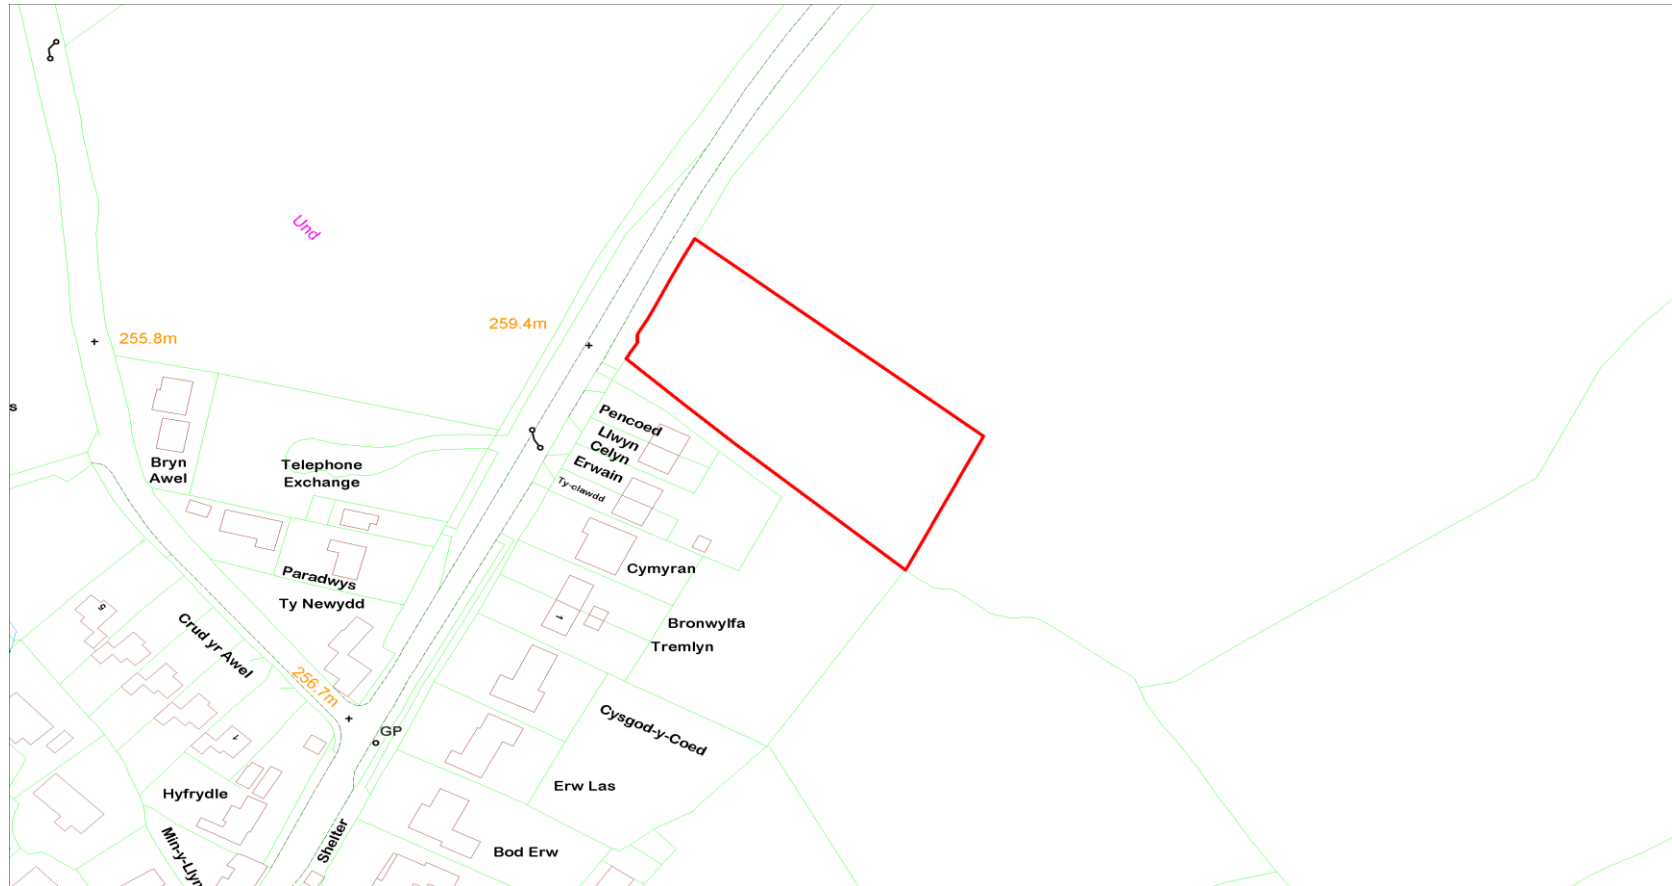 Und
259.4m
255.8m
s
Pencoed
Llwyn
Celyn
Erwain
Ty-clawdd
Bryn
Awel
Telephone
Exchange
Cymyran
Paradwys
Ty Newydd
5
Crud yr Awel
1
Bronwylfa
Tremlyn
256.7m
GP
Cysgod-y-Coed
1
Erw Las
Hyfrydle
Shelter
Min-y-Llyn
Bod Erw